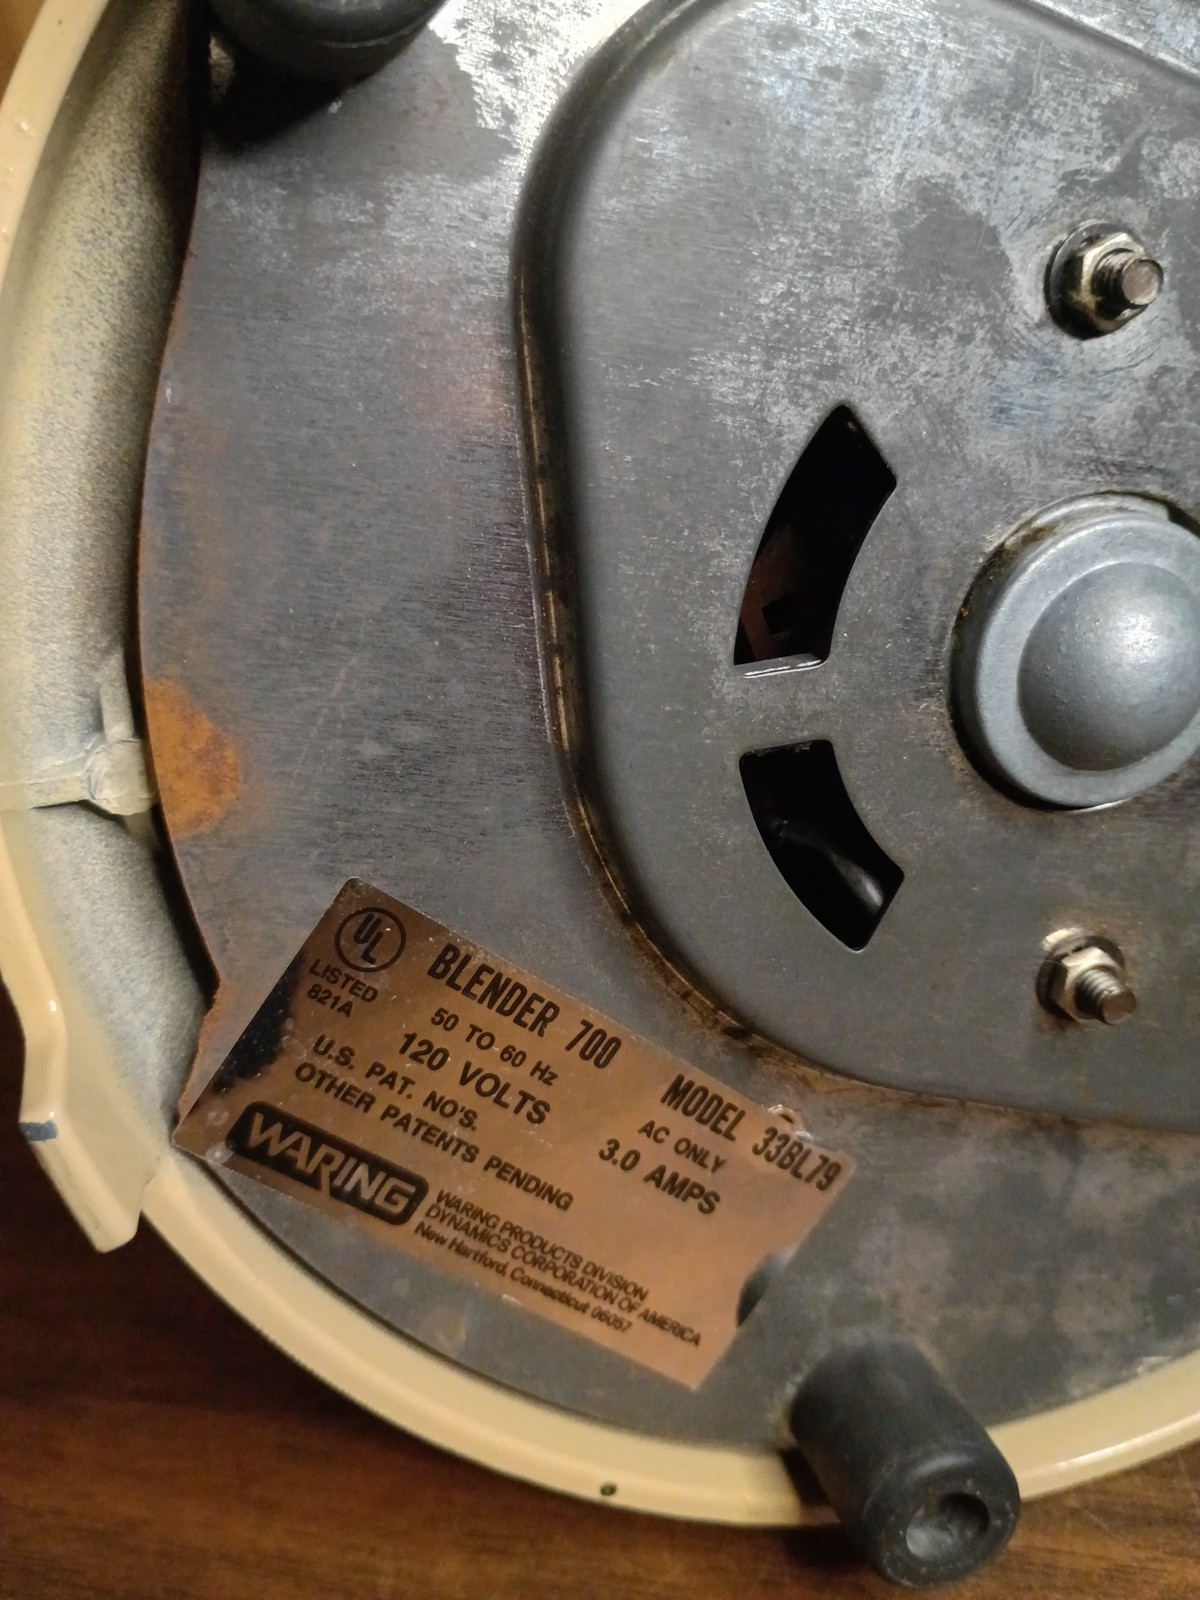 UL
LISTED
821A
BLENDER 700 MODEL 33BL79
50 TO 60 Hz AC ONLY
120 VOLTS 3.0 AMPS
U.S. PAT. NO'S.
OTHER PATENTS PENDING
WARING
WARING PRODUCTS DIVISION
DYNAMICS CORPORATION OF AMERICA
New Hartford, Connecticut 06057